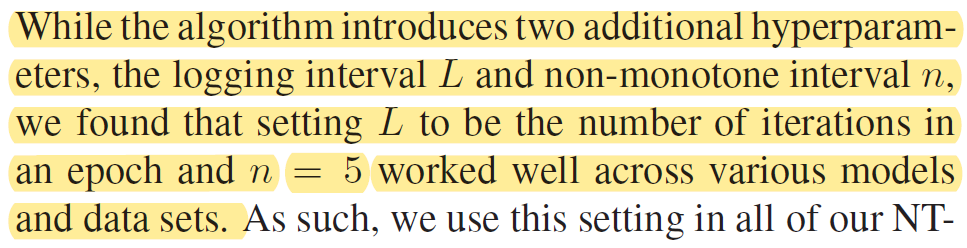 While the algorithm introduces two additional hyperparam-
eters, the logging interval L and non-monotone interval n,
we found that setting L to be the number of iterations in
an epoch and n = 5 worked well across various models
and data sets. As such, we use this setting in all of our NT-